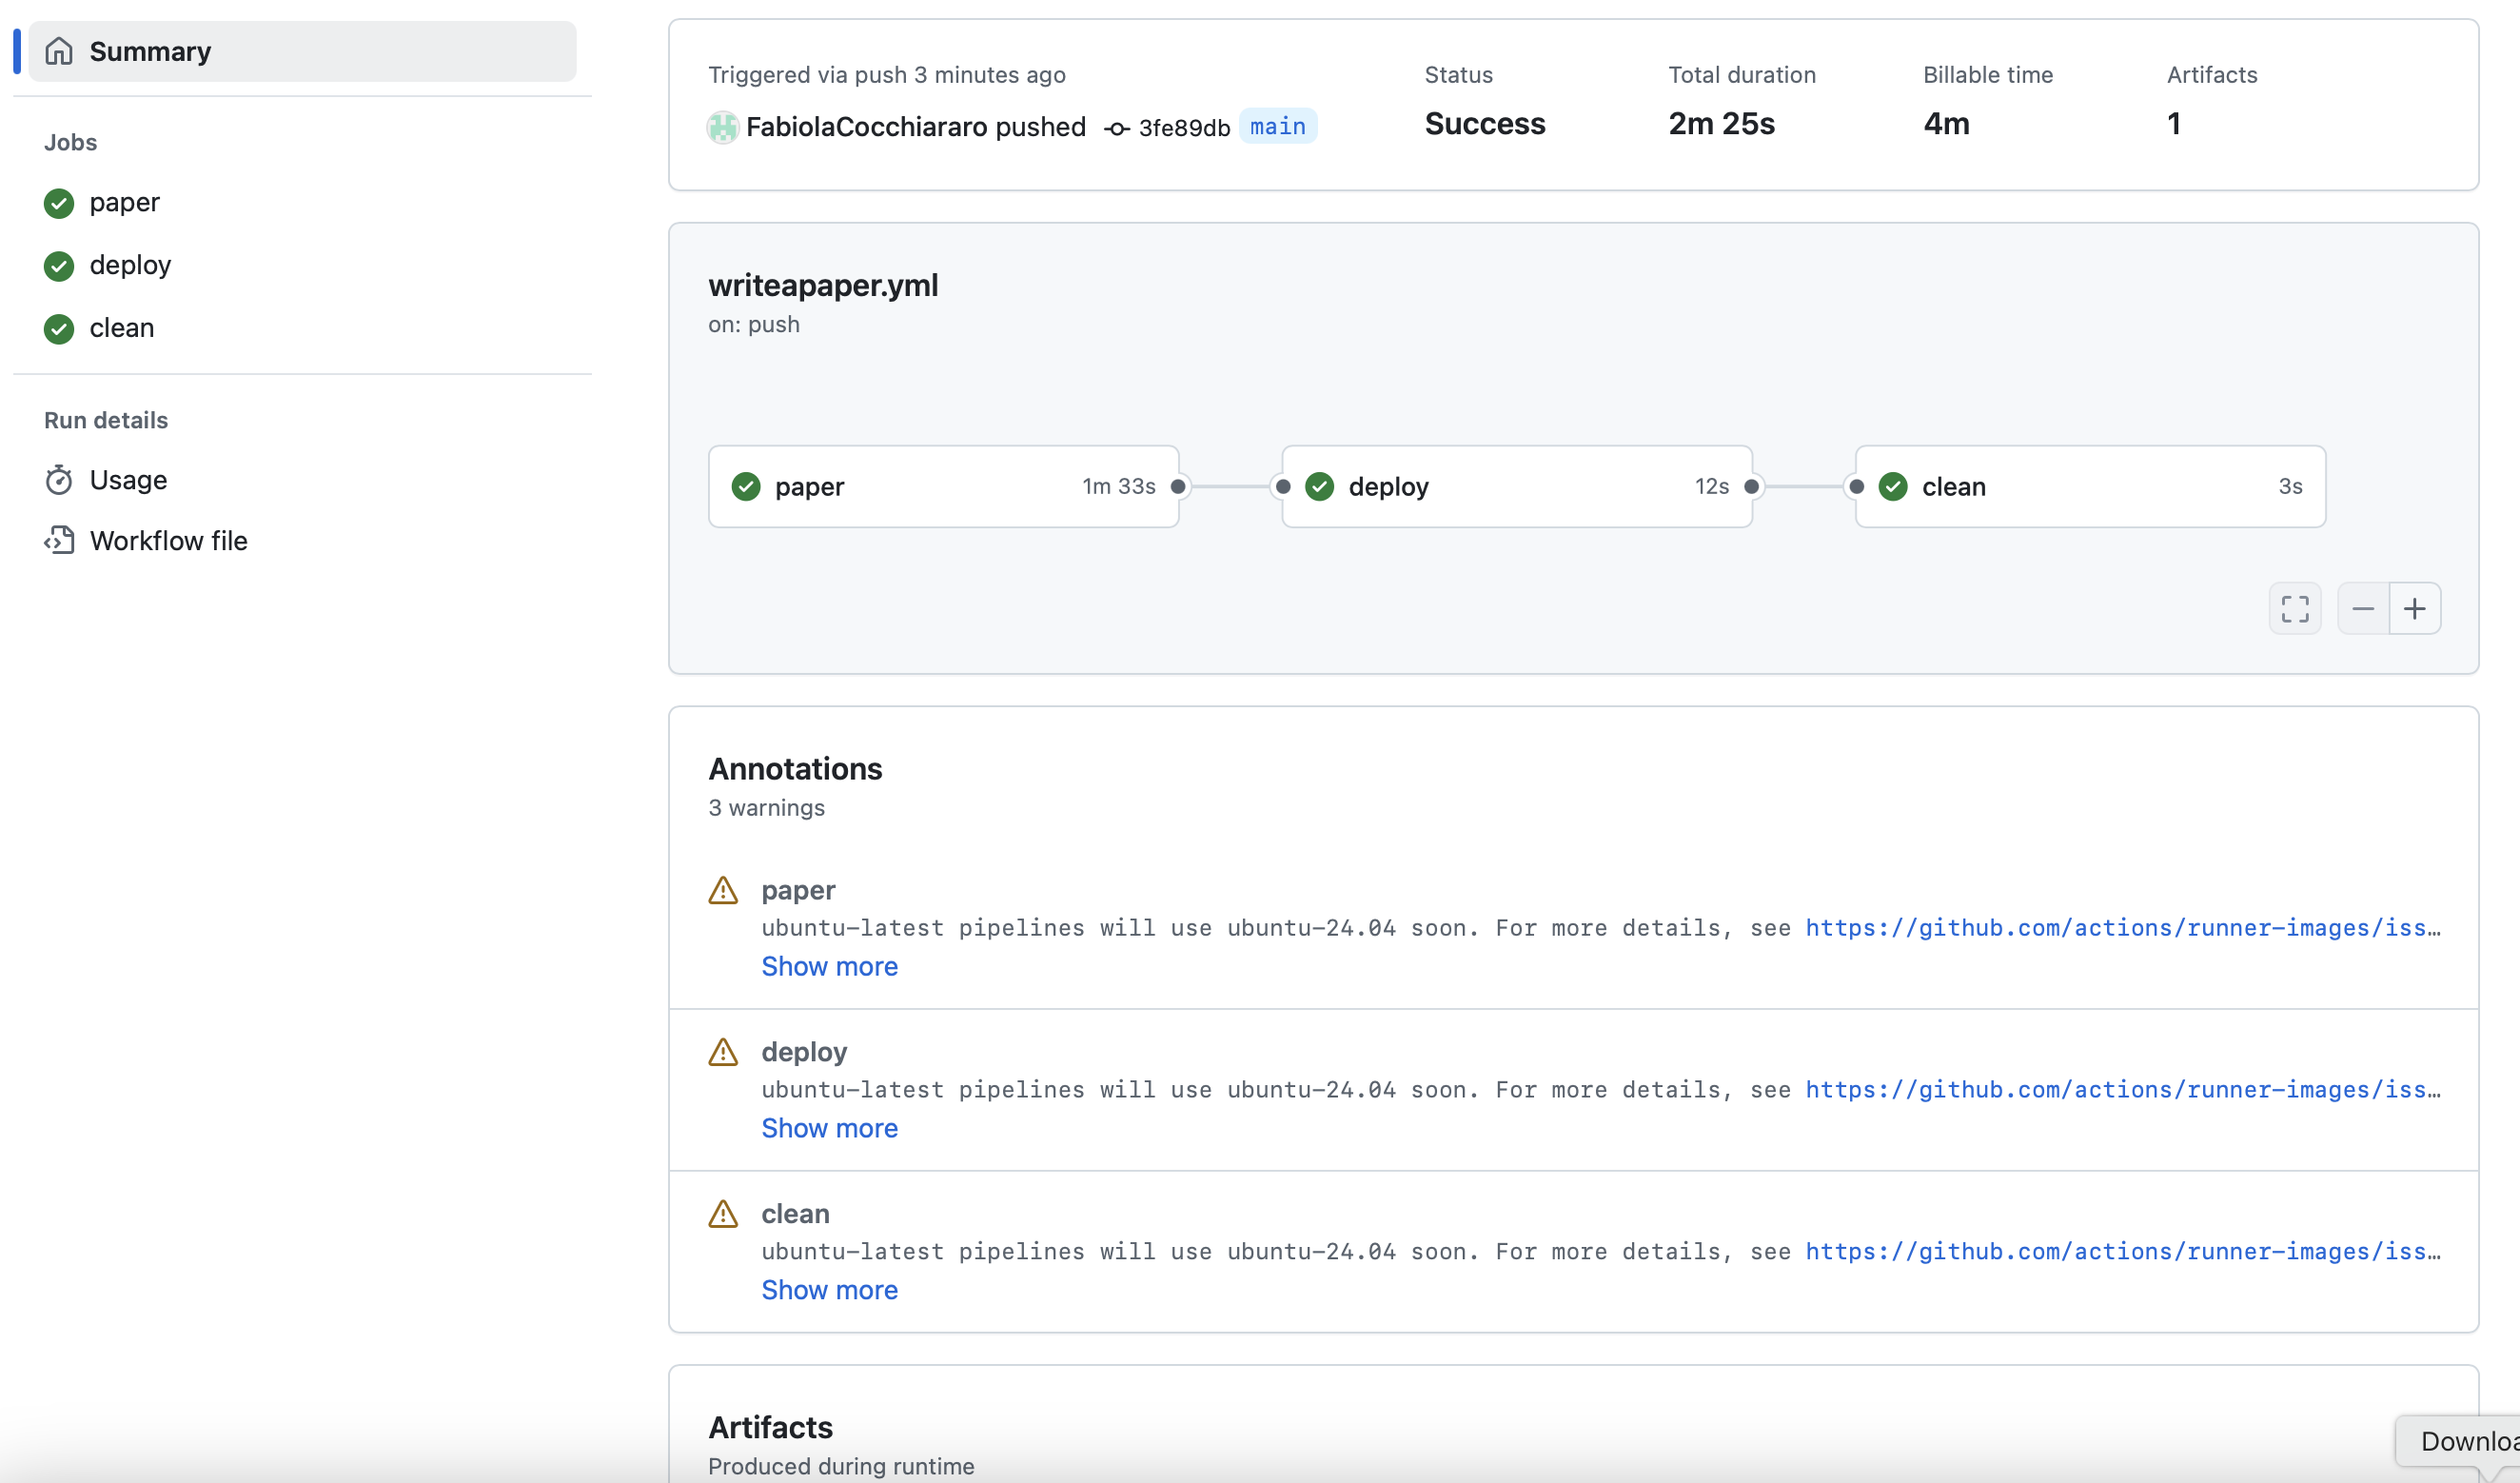 Summary
Jobs
paper
deploy
clean
Run details
Usage
Workflow file
Triggered via push 3 minutes ago
FabiolaCocchiararo pushed 3fe89db main
Status
Success
Total duration
2m 25s
Billable time
4m
Artifacts
1
writeapaper.yml
on: push
paper 1m 33s
deploy 12s
clean 3s
Annotations
3 warnings
paper
ubuntu-latest pipelines will use ubuntu-24.04 soon. For more details, see https://github.com/actions/runner-images/iss…
Show more
deploy
ubuntu-latest pipelines will use ubuntu-24.04 soon. For more details, see https://github.com/actions/runner-images/iss…
Show more
clean
ubuntu-latest pipelines will use ubuntu-24.04 soon. For more details, see https://github.com/actions/runner-images/iss…
Show more
Artifacts
Produced during runtime